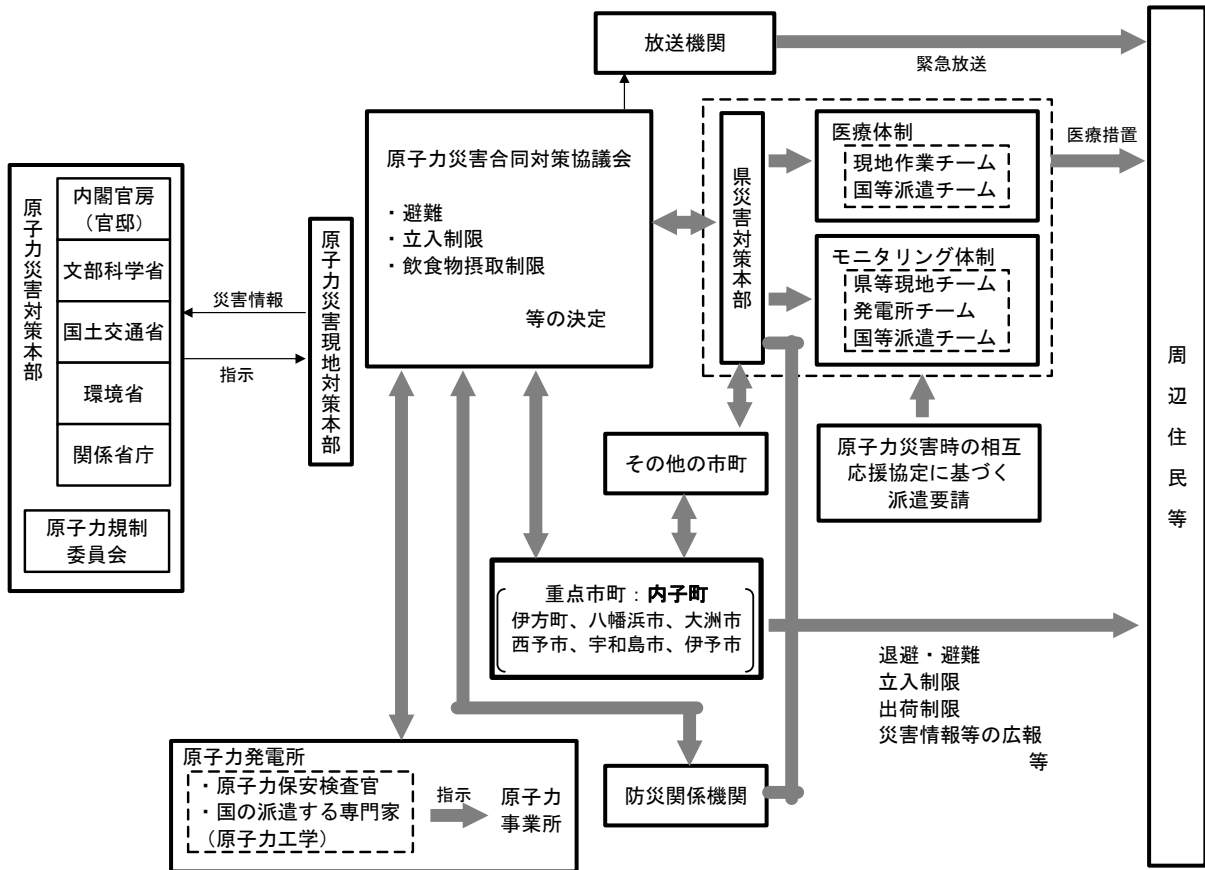 放送機関
緊急放送
原子力災害対策本部
内閣官房
（官邸）
文部科学省
国土交通省
環境省
関係省庁
原子力規制
委員会
災害情報
指示
原子力災害現地対策本部
原子力災害合同対策協議会
・避難
・立入制限
・飲食物摂取制限
等の決定
県災害対策本部
医療体制
現地作業チーム
国等派遣チーム
医療措置
モニタリング体制
県等現地チーム
発電所チーム
国等派遣チーム
原子力災害時の相互
応援協定に基づく
派遣要請
その他の市町
重点市町：内子町
伊方町、八幡浜市、大洲市
西予市、宇和島市、伊予市
退避・避難
立入制限
出荷制限
災害情報等の広報
等
周辺住民等
原子力発電所
・原子力保安検査官
・国の派遣する専門家
（原子力工学）
指示
原子力
事業所
防災関係機関